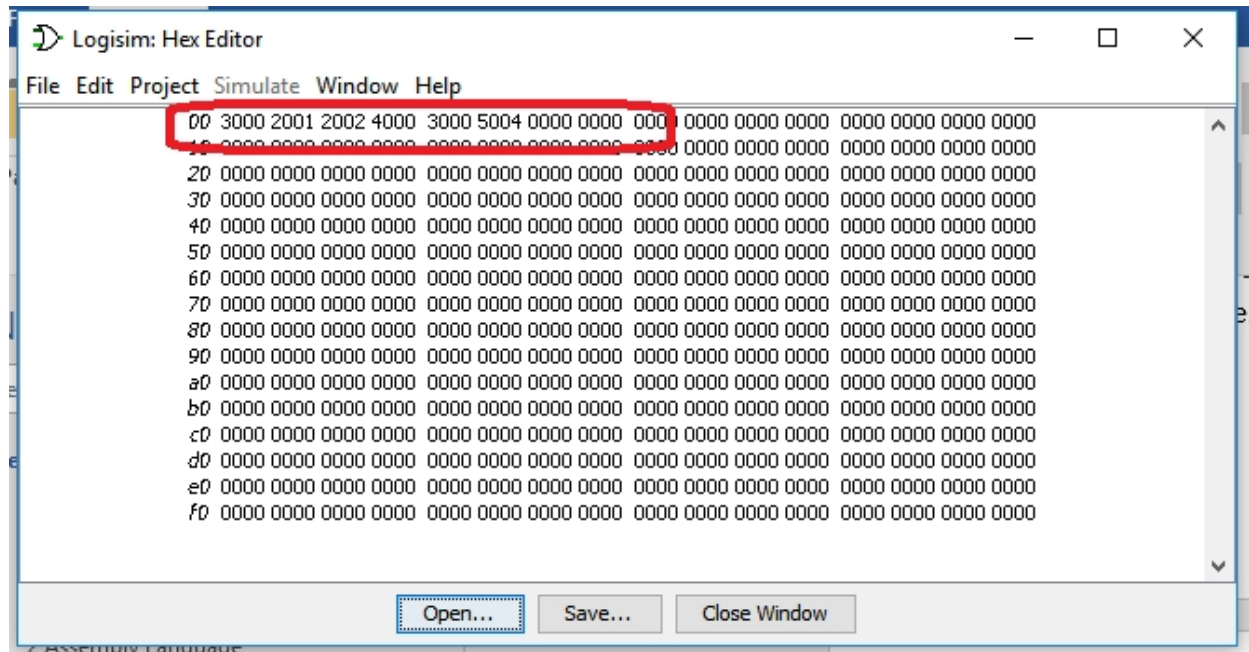 Logisim: Hex Editor
File Edit Project Simulate Window Help
00 3000 2001 2002 4000 3000 5004 0000 0000 0000 0000 0000 0000 0000 0000 0000 0000
10 0000 0000 0000 0000 0000 0000 0000 0000 0000 0000 0000 0000 0000 0000 0000 0000
20 0000 0000 0000 0000 0000 0000 0000 0000 0000 0000 0000 0000 0000 0000 0000 0000
30 0000 0000 0000 0000 0000 0000 0000 0000 0000 0000 0000 0000 0000 0000 0000 0000
40 0000 0000 0000 0000 0000 0000 0000 0000 0000 0000 0000 0000 0000 0000 0000 0000
50 0000 0000 0000 0000 0000 0000 0000 0000 0000 0000 0000 0000 0000 0000 0000 0000
60 0000 0000 0000 0000 0000 0000 0000 0000 0000 0000 0000 0000 0000 0000 0000 0000
70 0000 0000 0000 0000 0000 0000 0000 0000 0000 0000 0000 0000 0000 0000 0000 0000
80 0000 0000 0000 0000 0000 0000 0000 0000 0000 0000 0000 0000 0000 0000 0000 0000
90 0000 0000 0000 0000 0000 0000 0000 0000 0000 0000 0000 0000 0000 0000 0000 0000
a0 0000 0000 0000 0000 0000 0000 0000 0000 0000 0000 0000 0000 0000 0000 0000 0000
b0 0000 0000 0000 0000 0000 0000 0000 0000 0000 0000 0000 0000 0000 0000 0000 0000
c0 0000 0000 0000 0000 0000 0000 0000 0000 0000 0000 0000 0000 0000 0000 0000 0000
d0 0000 0000 0000 0000 0000 0000 0000 0000 0000 0000 0000 0000 0000 0000 0000 0000
e0 0000 0000 0000 0000 0000 0000 0000 0000 0000 0000 0000 0000 0000 0000 0000 0000
f0 0000 0000 0000 0000 0000 0000 0000 0000 0000 0000 0000 0000 0000 0000 0000 0000
Open... Save... Close Window
Assembly Language